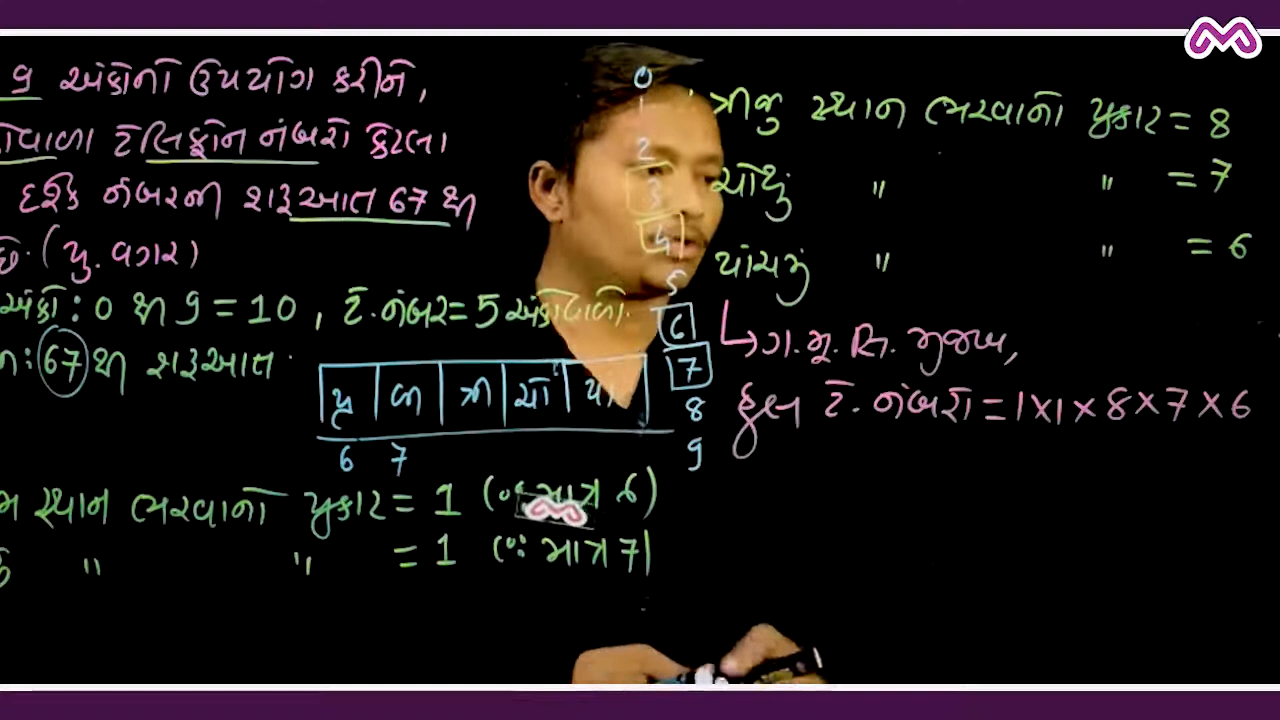 9 અંકોનો ઉપયોગ કરીને,
ટેલિફોન નંબરો કેટલા
દરેક નંબરની શરૂઆત 67 થી
છે. (પુ. વગર)
અંકો: 0 થી 9 = 10, ટે. નંબર = 5 અંકોવાળો.
67 થી શરૂઆત
પ્ર બી ત્રી ચો પાં
6 7
સ્થાન ભરવાનો પ્રકાર = 1 (∵ માત્ર 6)
" " = 1 (∵ માત્ર 7)
0
1
2
3
4
5
6
7
8
9
ત્રીજુ સ્થાન ભરવાનો પ્રકાર = 8
ચોથું " " = 7
પાંચમું " " = 6
ગ. મૂ. સિ. મુજબ,
કુલ ટે. નંબરો = 1 × 1 × 8 × 7 × 6